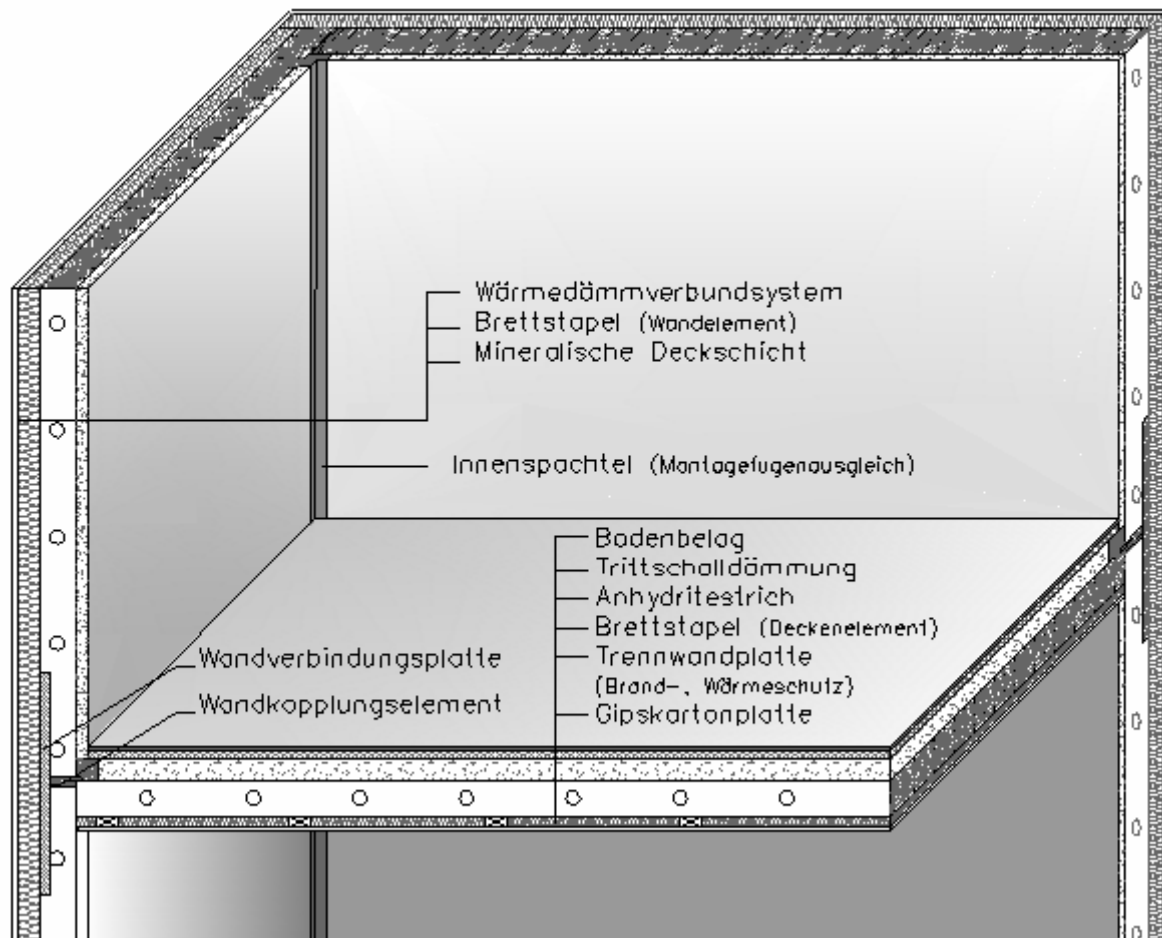 Wärmedämmverbundsystem
Brettstapel (Wandelement)
Mineralische Deckschicht
Innenspachtel (Montagefugenausgleich)
Bodenbelag
Trittschalldämmung
Anhydritestrich
Brettstapel (Deckenelement)
Trennwandplatte
(Brand-, Wärmeschutz)
Gipskartonplatte
Wandverbindungsplatte
Wandkopplungselement